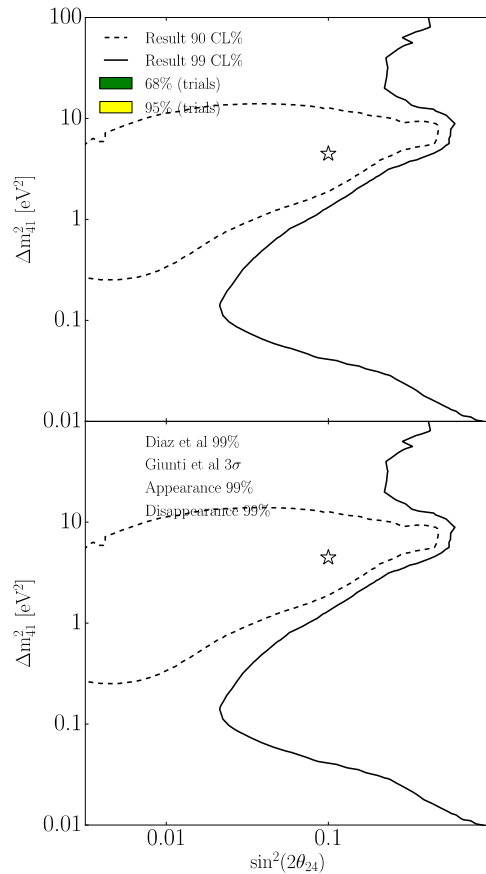 100
Result 90 CL%
Result 99 CL%
68% (trials)
95% (trials)
10
1
0.1
0.01
Δm²₄₁ [eV²]
Diaz et al 99%
Giunti et al 3σ
Appearance 99%
Disappearance 99%
10
1
0.1
0.01
Δm²₄₁ [eV²]
0.01 0.1
sin²(2θ₂₄)